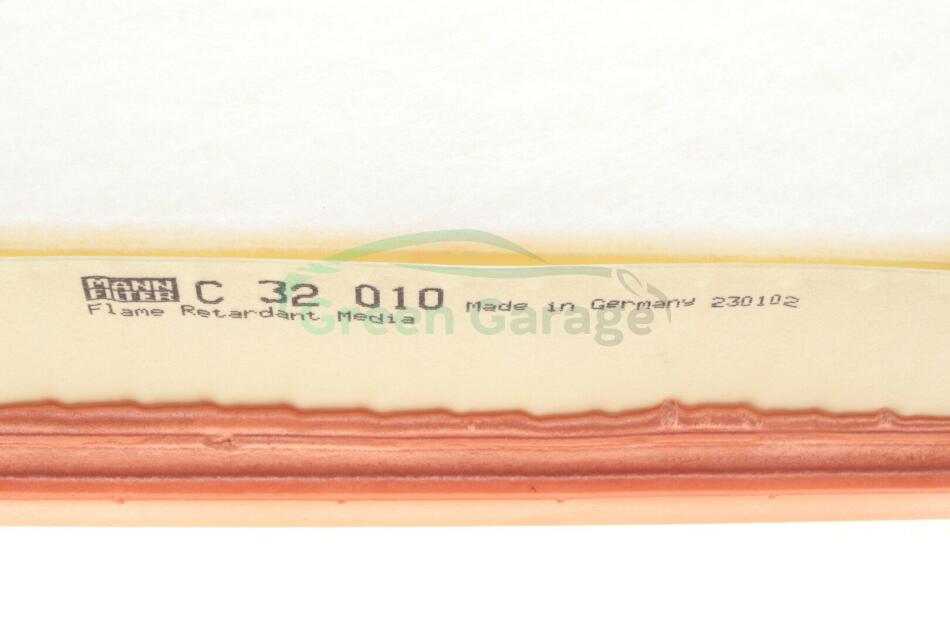 MANN
FILTER C 32 010 Made in Germany 230102
Flame Retardant Media
Green Garage